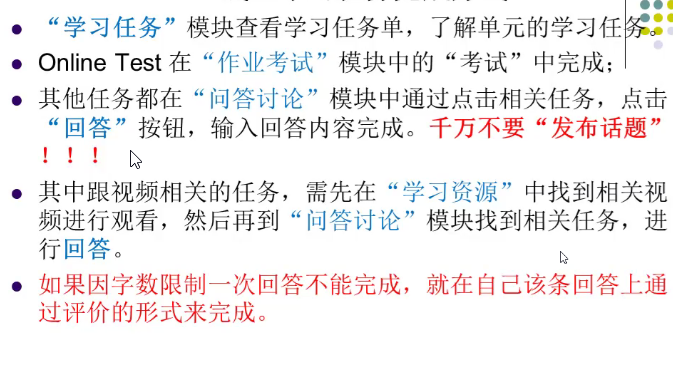 “学习任务”模块查看学习任务单，了解单元的学习任务。
Online Test 在“作业考试”模块中的“考试”中完成；
其他任务都在“问答讨论”模块中通过点击相关任务，点击
“回答”按钮，输入回答内容完成。千万不要“发布话题”
！！！
其中跟视频相关的任务，需先在“学习资源”中找到相关视
频进行观看，然后再到“问答讨论”模块找到相关任务，进
行回答。
如果因字数限制一次回答不能完成，就在自己该条回答上通
过评价的形式来完成。